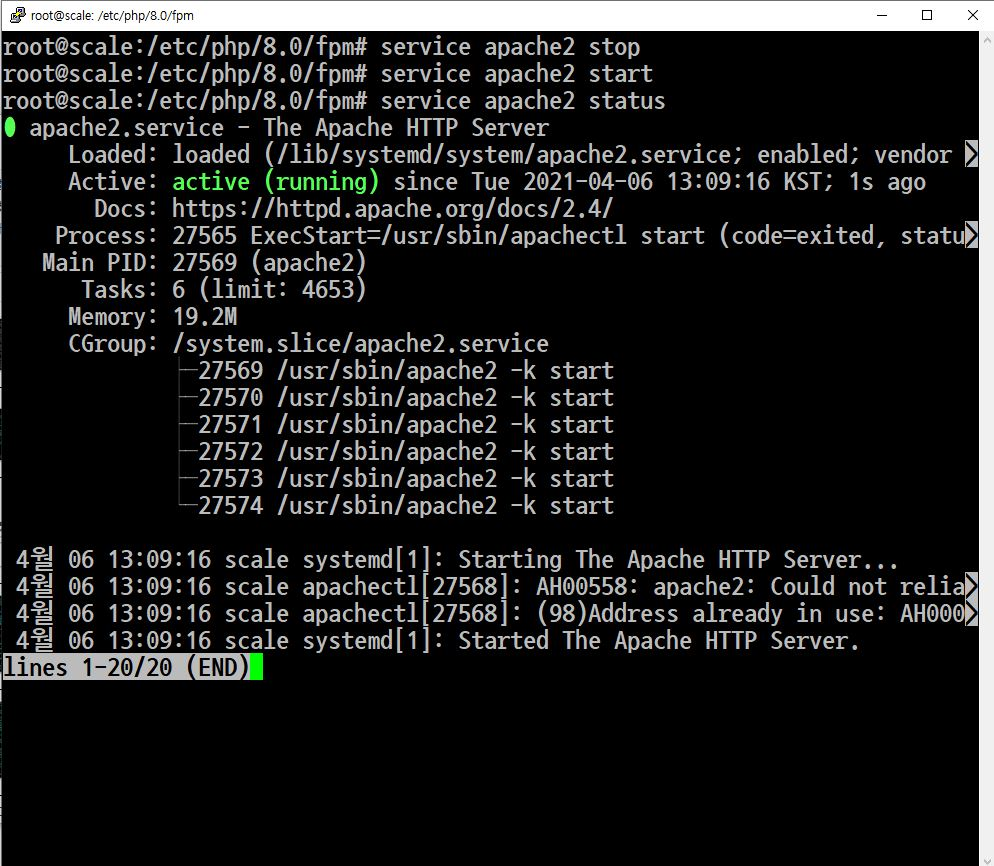 root@scale: /etc/php/8.0/fpm
root@scale:/etc/php/8.0/fpm# service apache2 stop
root@scale:/etc/php/8.0/fpm# service apache2 start
root@scale:/etc/php/8.0/fpm# service apache2 status
● apache2.service - The Apache HTTP Server
Loaded: loaded (/lib/systemd/system/apache2.service; enabled; vendor >
Active: active (running) since Tue 2021-04-06 13:09:16 KST; 1s ago
Docs: https://httpd.apache.org/docs/2.4/
Process: 27565 ExecStart=/usr/sbin/apachectl start (code=exited, statu>
Main PID: 27569 (apache2)
Tasks: 6 (limit: 4653)
Memory: 19.2M
CGroup: /system.slice/apache2.service
├─27569 /usr/sbin/apache2 -k start
├─27570 /usr/sbin/apache2 -k start
├─27571 /usr/sbin/apache2 -k start
├─27572 /usr/sbin/apache2 -k start
├─27573 /usr/sbin/apache2 -k start
└─27574 /usr/sbin/apache2 -k start
4월 06 13:09:16 scale systemd[1]: Starting The Apache HTTP Server...
4월 06 13:09:16 scale apachectl[27568]: AH00558: apache2: Could not relia>
4월 06 13:09:16 scale apachectl[27568]: (98)Address already in use: AH000>
4월 06 13:09:16 scale systemd[1]: Started The Apache HTTP Server.
lines 1-20/20 (END)